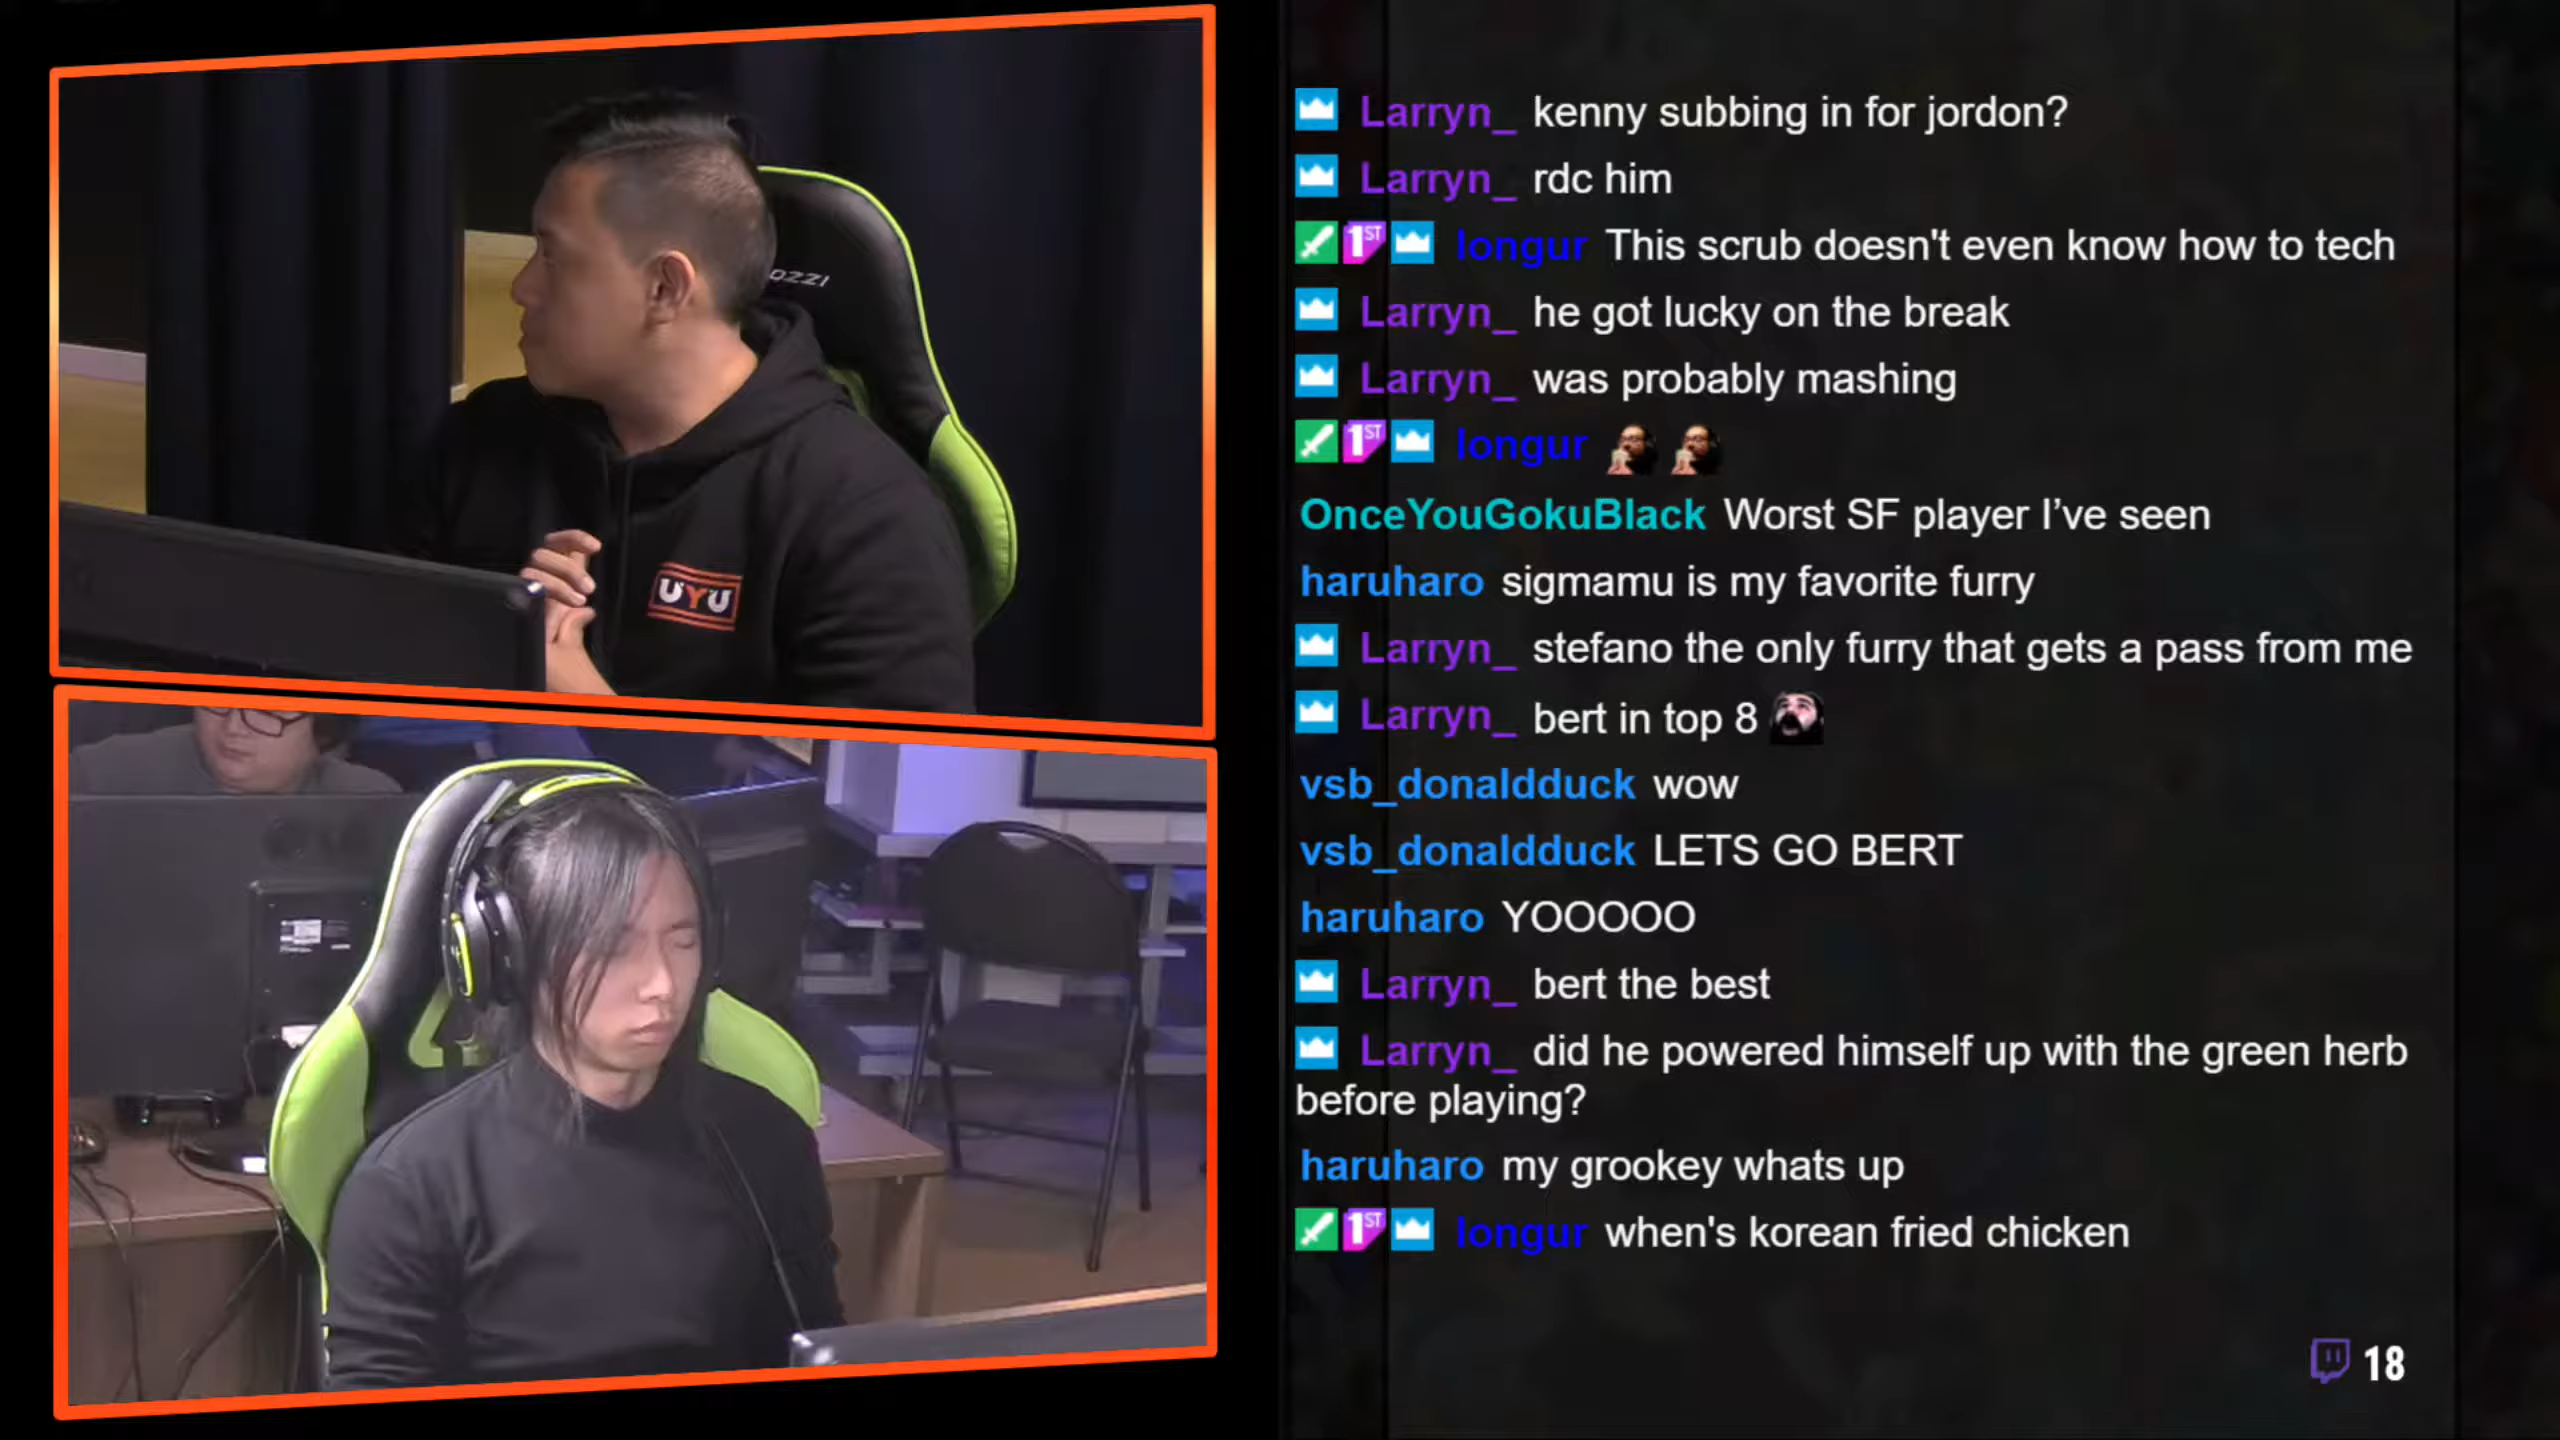 OZZI
UYU
Larryn_ kenny subbing in for jordon?
Larryn_ rdc him
1ST longur This scrub doesn't even know how to tech
Larryn_ he got lucky on the break
Larryn_ was probably mashing
1ST longur
OnceYouGokuBlack Worst SF player I’ve seen
haruharo sigmamu is my favorite furry
Larryn_ stefano the only furry that gets a pass from me
Larryn_ bert in top 8
vsb_donaldduck wow
vsb_donaldduck LETS GO BERT
haruharo YOOOOO
Larryn_ bert the best
Larryn_ did he powered himself up with the green herb
before playing?
haruharo my grookey whats up
1ST longur when's korean fried chicken
18